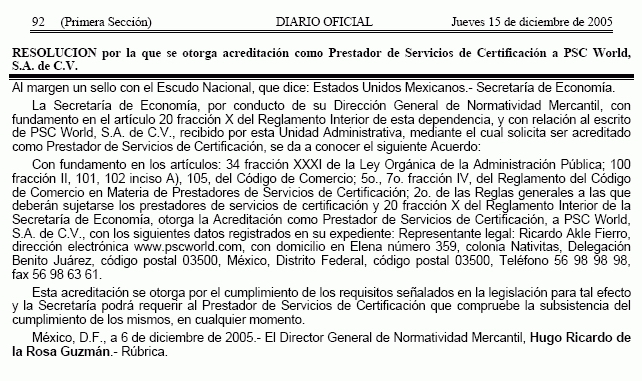 92 (Primera Sección) DIARIO OFICIAL Jueves 15 de diciembre de 2005
RESOLUCION por la que se otorga acreditación como Prestador de Servicios de Certificación a PSC World,
S.A. de C.V.
Al margen un sello con el Escudo Nacional, que dice: Estados Unidos Mexicanos.- Secretaría de Economía.
La Secretaría de Economía, por conducto de su Dirección General de Normatividad Mercantil, con
fundamento en el artículo 20 fracción X del Reglamento Interior de esta dependencia, y con relación al escrito
de PSC World, S.A. de C.V., recibido por esta Unidad Administrativa, mediante el cual solicita ser acreditado
como Prestador de Servicios de Certificación, se da a conocer el siguiente Acuerdo:
Con fundamento en los artículos: 34 fracción XXXI de la Ley Orgánica de la Administración Pública; 100
fracción II, 101, 102 inciso A), 105, del Código de Comercio; 5o., 7o. fracción IV, del Reglamento del Código
de Comercio en Materia de Prestadores de Servicios de Certificación; 2o. de las Reglas generales a las que
deberán sujetarse los prestadores de servicios de certificación y 20 fracción X del Reglamento Interior de la
Secretaría de Economía, otorga la Acreditación como Prestador de Servicios de Certificación, a PSC World,
S.A. de C.V., con los siguientes datos registrados en su expediente: Representante legal: Ricardo Akle Fierro,
dirección electrónica www.pscworld.com, con domicilio en Elena número 359, colonia Nativitas, Delegación
Benito Juárez, código postal 03500, México, Distrito Federal, código postal 03500, Teléfono 56 98 98 98,
fax 56 98 63 61.
Esta acreditación se otorga por el cumplimiento de los requisitos señalados en la legislación para tal efecto
y la Secretaría podrá requerir al Prestador de Servicios de Certificación que compruebe la subsistencia del
cumplimiento de los mismos, en cualquier momento.
México, D.F., a 6 de diciembre de 2005.- El Director General de Normatividad Mercantil, Hugo Ricardo de
la Rosa Guzmán.- Rúbrica.